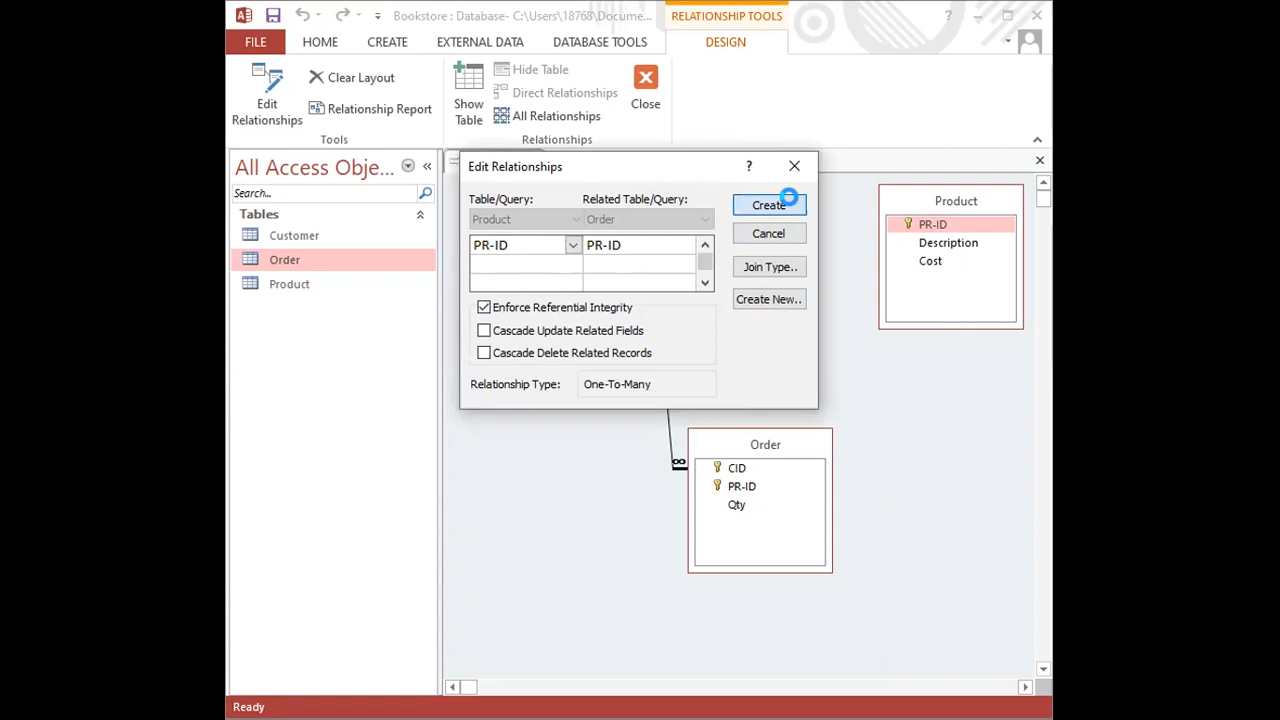 Bookstore : Database- C:\Users\18768\Docume...
RELATIONSHIP TOOLS
?
FILE
HOME
CREATE
EXTERNAL DATA
DATABASE TOOLS
DESIGN
Edit
Relationships
Clear Layout
Relationship Report
Tools
Show
Table
Hide Table
Direct Relationships
All Relationships
Relationships
Close
All Access Obje...
Search...
Tables
Customer
Order
Product
Edit Relationships
?
Table/Query:
Related Table/Query:
Product
Order
PR-ID
PR-ID
Enforce Referential Integrity
Cascade Update Related Fields
Cascade Delete Related Records
Relationship Type:
One-To-Many
Create
Cancel
Join Type..
Create New..
Product
PR-ID
Description
Cost
∞
Order
CID
PR-ID
Qty
Ready